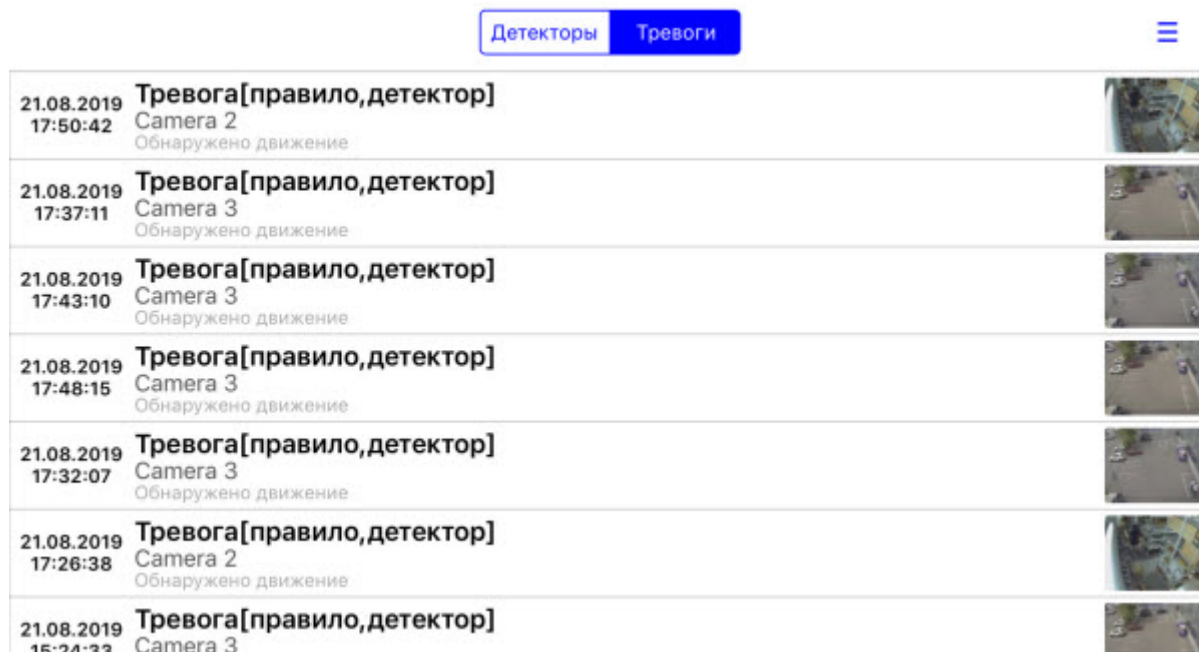 Детекторы Тревоги
21.08.2019 Тревога[правило,детектор]
17:50:42 Camera 2
Обнаружено движение
21.08.2019 Тревога[правило,детектор]
17:37:11 Camera 3
Обнаружено движение
21.08.2019 Тревога[правило,детектор]
17:43:10 Camera 3
Обнаружено движение
21.08.2019 Тревога[правило,детектор]
17:48:15 Camera 3
Обнаружено движение
21.08.2019 Тревога[правило,детектор]
17:32:07 Camera 3
Обнаружено движение
21.08.2019 Тревога[правило,детектор]
17:26:38 Camera 2
Обнаружено движение
21.08.2019 Тревога[правило,детектор]
15:24:33 Camera 3